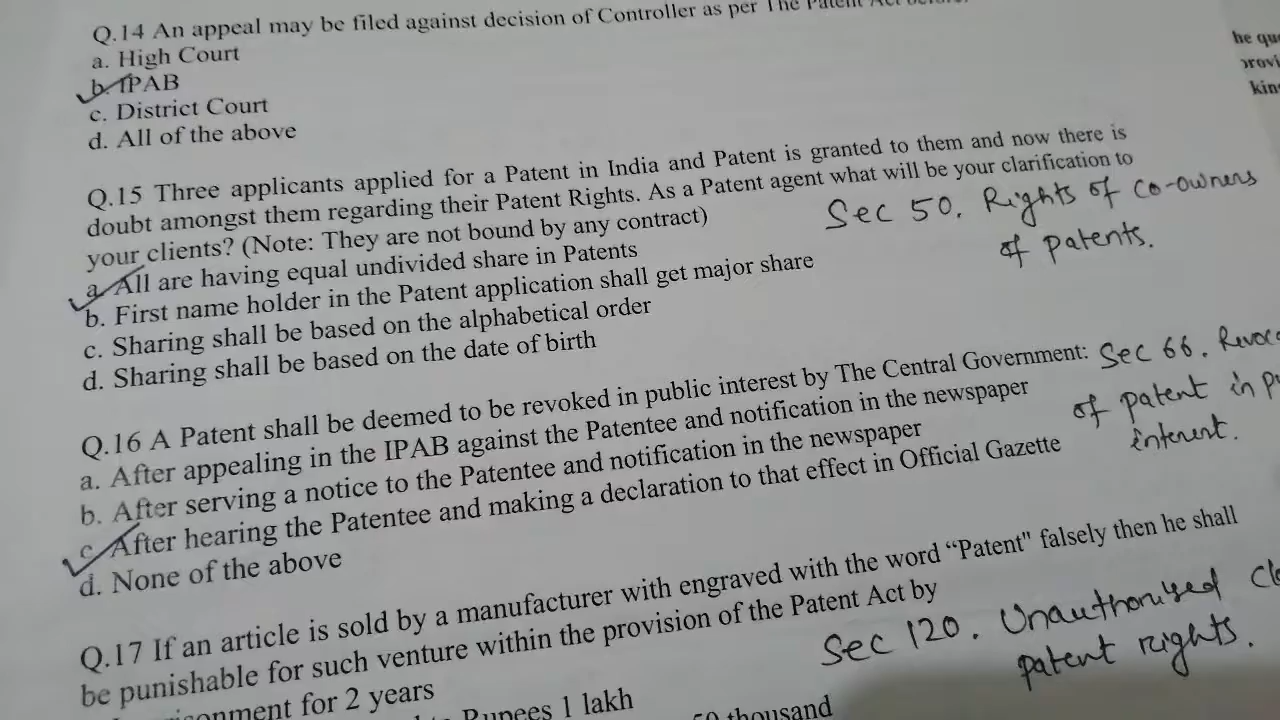 Q.14 An appeal may be filed against decision of Controller as per The Patent Act before:
a. High Court
b. IPAB
c. District Court
d. All of the above
he
provi
Q.15 Three applicants applied for a Patent in India and Patent is granted to them and now there is
doubt amongst them regarding their Patent Rights. As a Patent agent what will be your clarification to
your clients? (Note: They are not bound by any contract)
Sec 50. Rights of co-owners
of patents.
a. All are having equal undivided share in Patents
b. First name holder in the Patent application shall get major share
c. Sharing shall be based on the alphabetical order
d. Sharing shall be based on the date of birth
Q.16 A Patent shall be deemed to be revoked in public interest by The Central Government:
Sec 66. Revoc
of patent in
interest.
a. After appealing in the IPAB against the Patentee and notification in the newspaper
b. After serving a notice to the Patentee and notification in the newspaper
c. After hearing the Patentee and making a declaration to that effect in Official Gazette
d. None of the above
Q.17 If an article is sold by a manufacturer with engraved with the word “Patent" falsely then he shall
be punishable for such venture within the provision of the Patent Act by
Sec 120. Unauthorised
patent rights.
for 2 years
Rupees 1 lakh
50 thousand